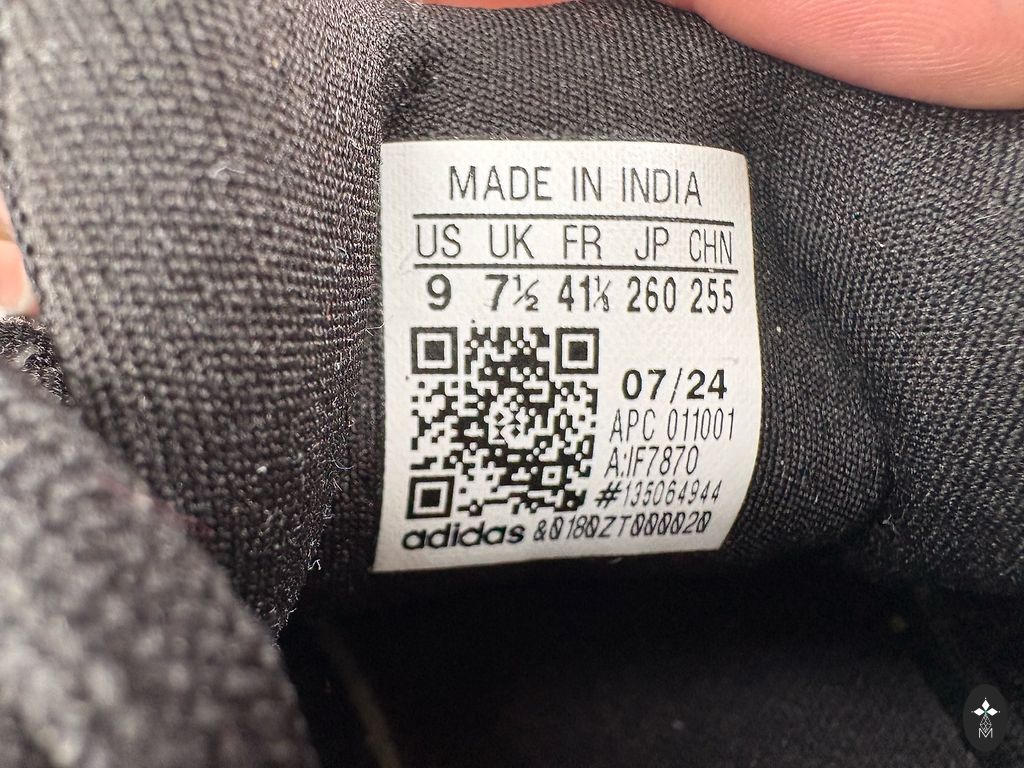 MADE IN INDIA
US UK FR JP CHN
9 7½ 41⅓ 260 255
07/24
APC 011001
A:IF7870
#135064944
adidas &0180ZT000020
M